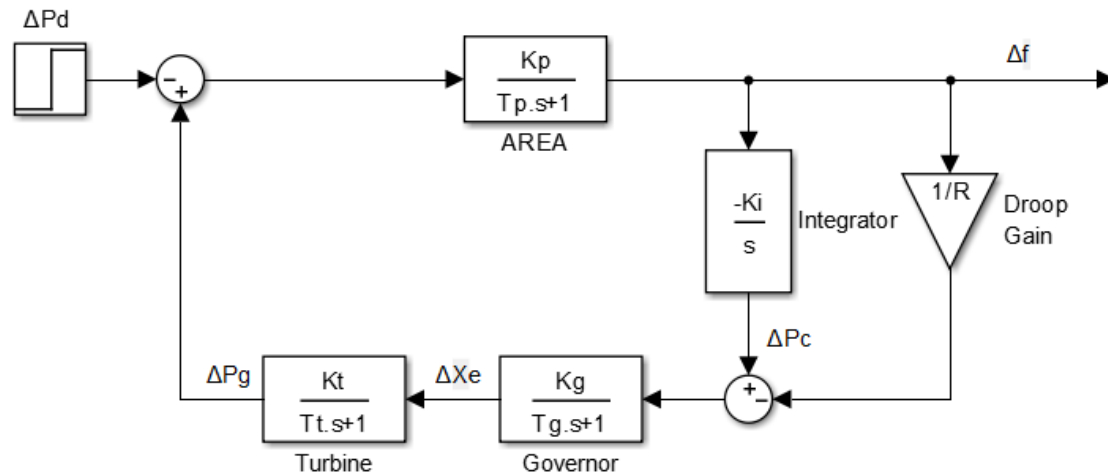 ΔPd
-
+
Kp
Tp.s+1
AREA
Δf
-Ki
s
Integrator
1/R
Droop
Gain
ΔPc
+
-
ΔPg
Kt
Tt.s+1
Turbine
ΔXe
Kg
Tg.s+1
Governor